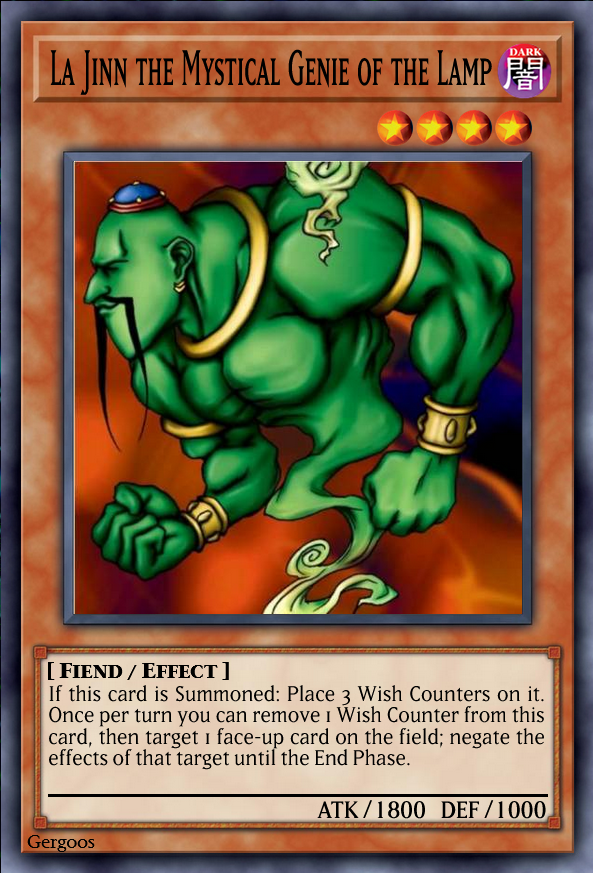 La Jinn the Mystical Genie of the Lamp
DARK
闇
[ Fiend / Effect ]
If this card is Summoned: Place 3 Wish Counters on it.
Once per turn you can remove 1 Wish Counter from this
card, then target 1 face-up card on the field; negate the
effects of that target until the End Phase.
ATK / 1800 DEF / 1000
Gergoos